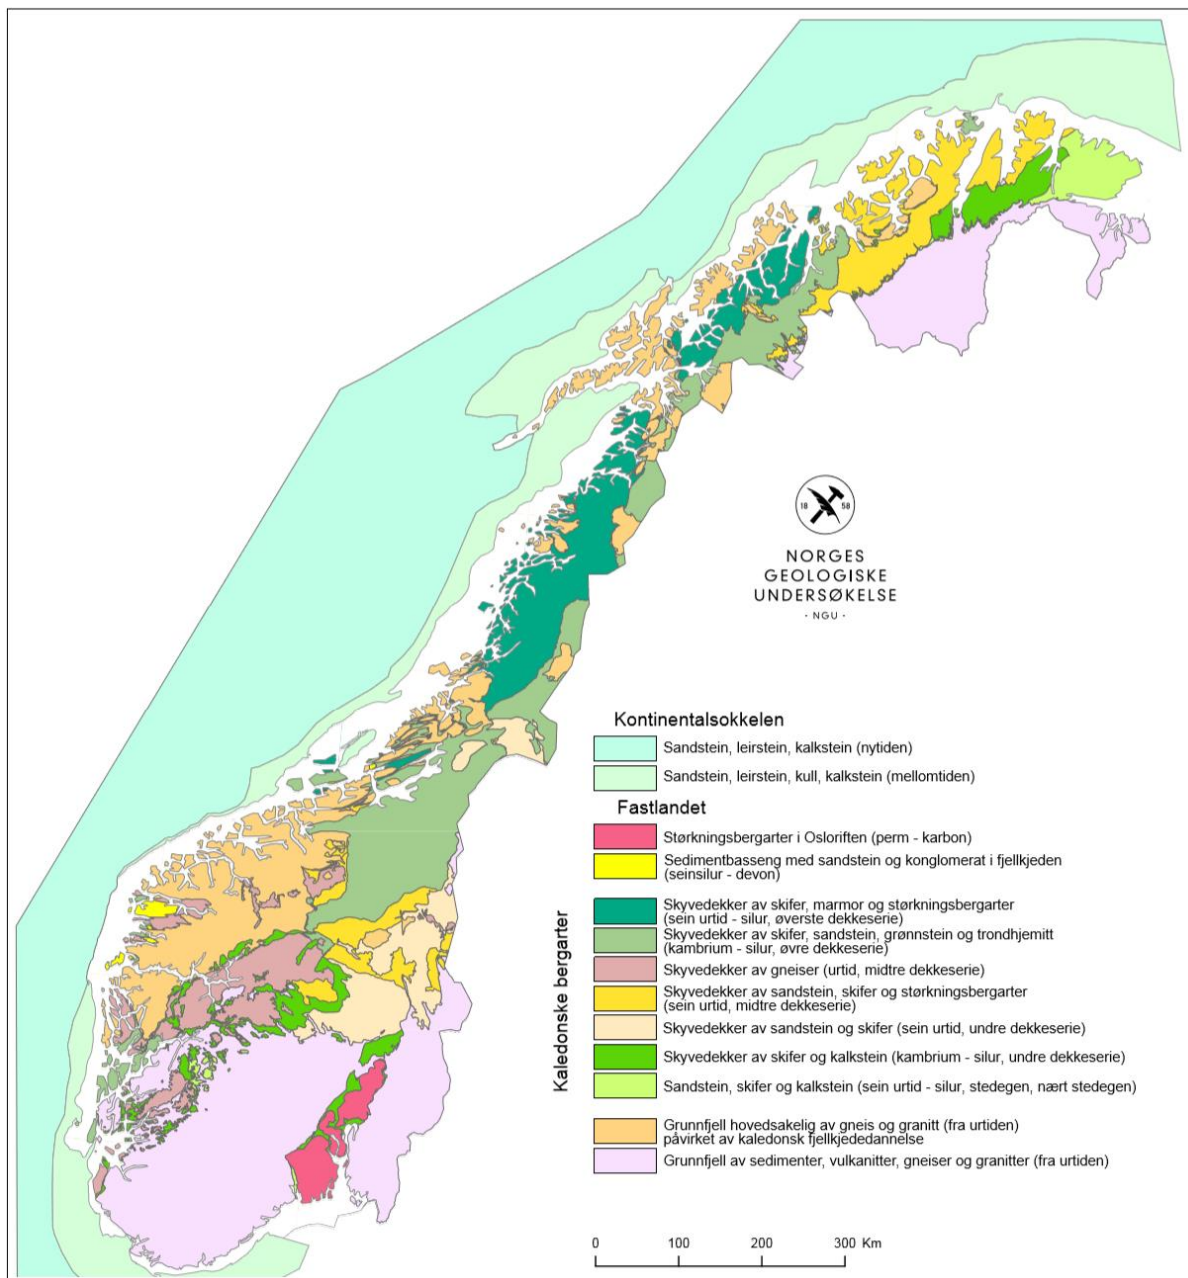 18 58
NORGES
GEOLOGISKE
UNDERSØKELSE
- NGU -
Kontinentalsokkelen
Sandstein, leirstein, kalkstein (nytiden)
Sandstein, leirstein, kull, kalkstein (mellomtiden)
Fastlandet
Størkningsbergarter i Osloriften (perm - karbon)
Sedimentbasseng med sandstein og konglomerat i fjellkjeden
(seinsilur - devon)
Kaledonske bergarter
Skyvedekker av skifer, marmor og størkningsbergarter
(sein urtid - silur, øverste dekkeserie)
Skyvedekker av skifer, sandstein, grønnstein og trondhjemitt
(kambrium - silur, øvre dekkeserie)
Skyvedekker av gneiser (urtid, midtre dekkeserie)
Skyvedekker av sandstein, skifer og størkningsbergarter
(sein urtid, midtre dekkeserie)
Skyvedekker av sandstein og skifer (sein urtid, undre dekkeserie)
Skyvedekker av skifer og kalkstein (kambrium - silur, undre dekkeserie)
Sandstein, skifer og kalkstein (sein urtid - silur, stedegen, nært stedegen)
Grunnfjell hovedsakelig av gneis og granitt (fra urtiden)
påvirket av kaledonsk fjellkjededannelse
Grunnfjell av sedimenter, vulkanitter, gneiser og granitter (fra urtiden)
0 100 200 300 Km